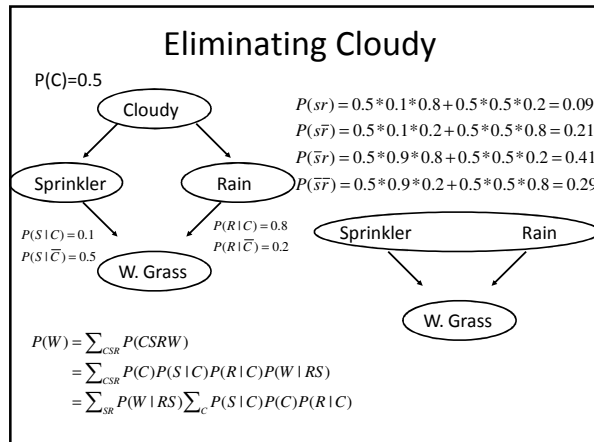 Eliminating Cloudy
P(C)=0.5
Cloudy
Sprinkler
Rain
P(S|C) = 0.1
P(S|C̅) = 0.5
P(R|C) = 0.8
P(R|C̅) = 0.2
W. Grass
P(sr) = 0.5*0.1*0.8+0.5*0.5*0.2 = 0.09
P(sr̅) = 0.5*0.1*0.2+0.5*0.5*0.8 = 0.21
P(s̅r) = 0.5*0.9*0.8+0.5*0.5*0.2 = 0.41
P(s̅r̅) = 0.5*0.9*0.2+0.5*0.5*0.8 = 0.29
Sprinkler Rain
W. Grass
P(W) = ∑CSR P(CSRW)
= ∑CSR P(C)P(S|C)P(R|C)P(W|RS)
= ∑SR P(W|RS)∑C P(S|C)P(C)P(R|C)